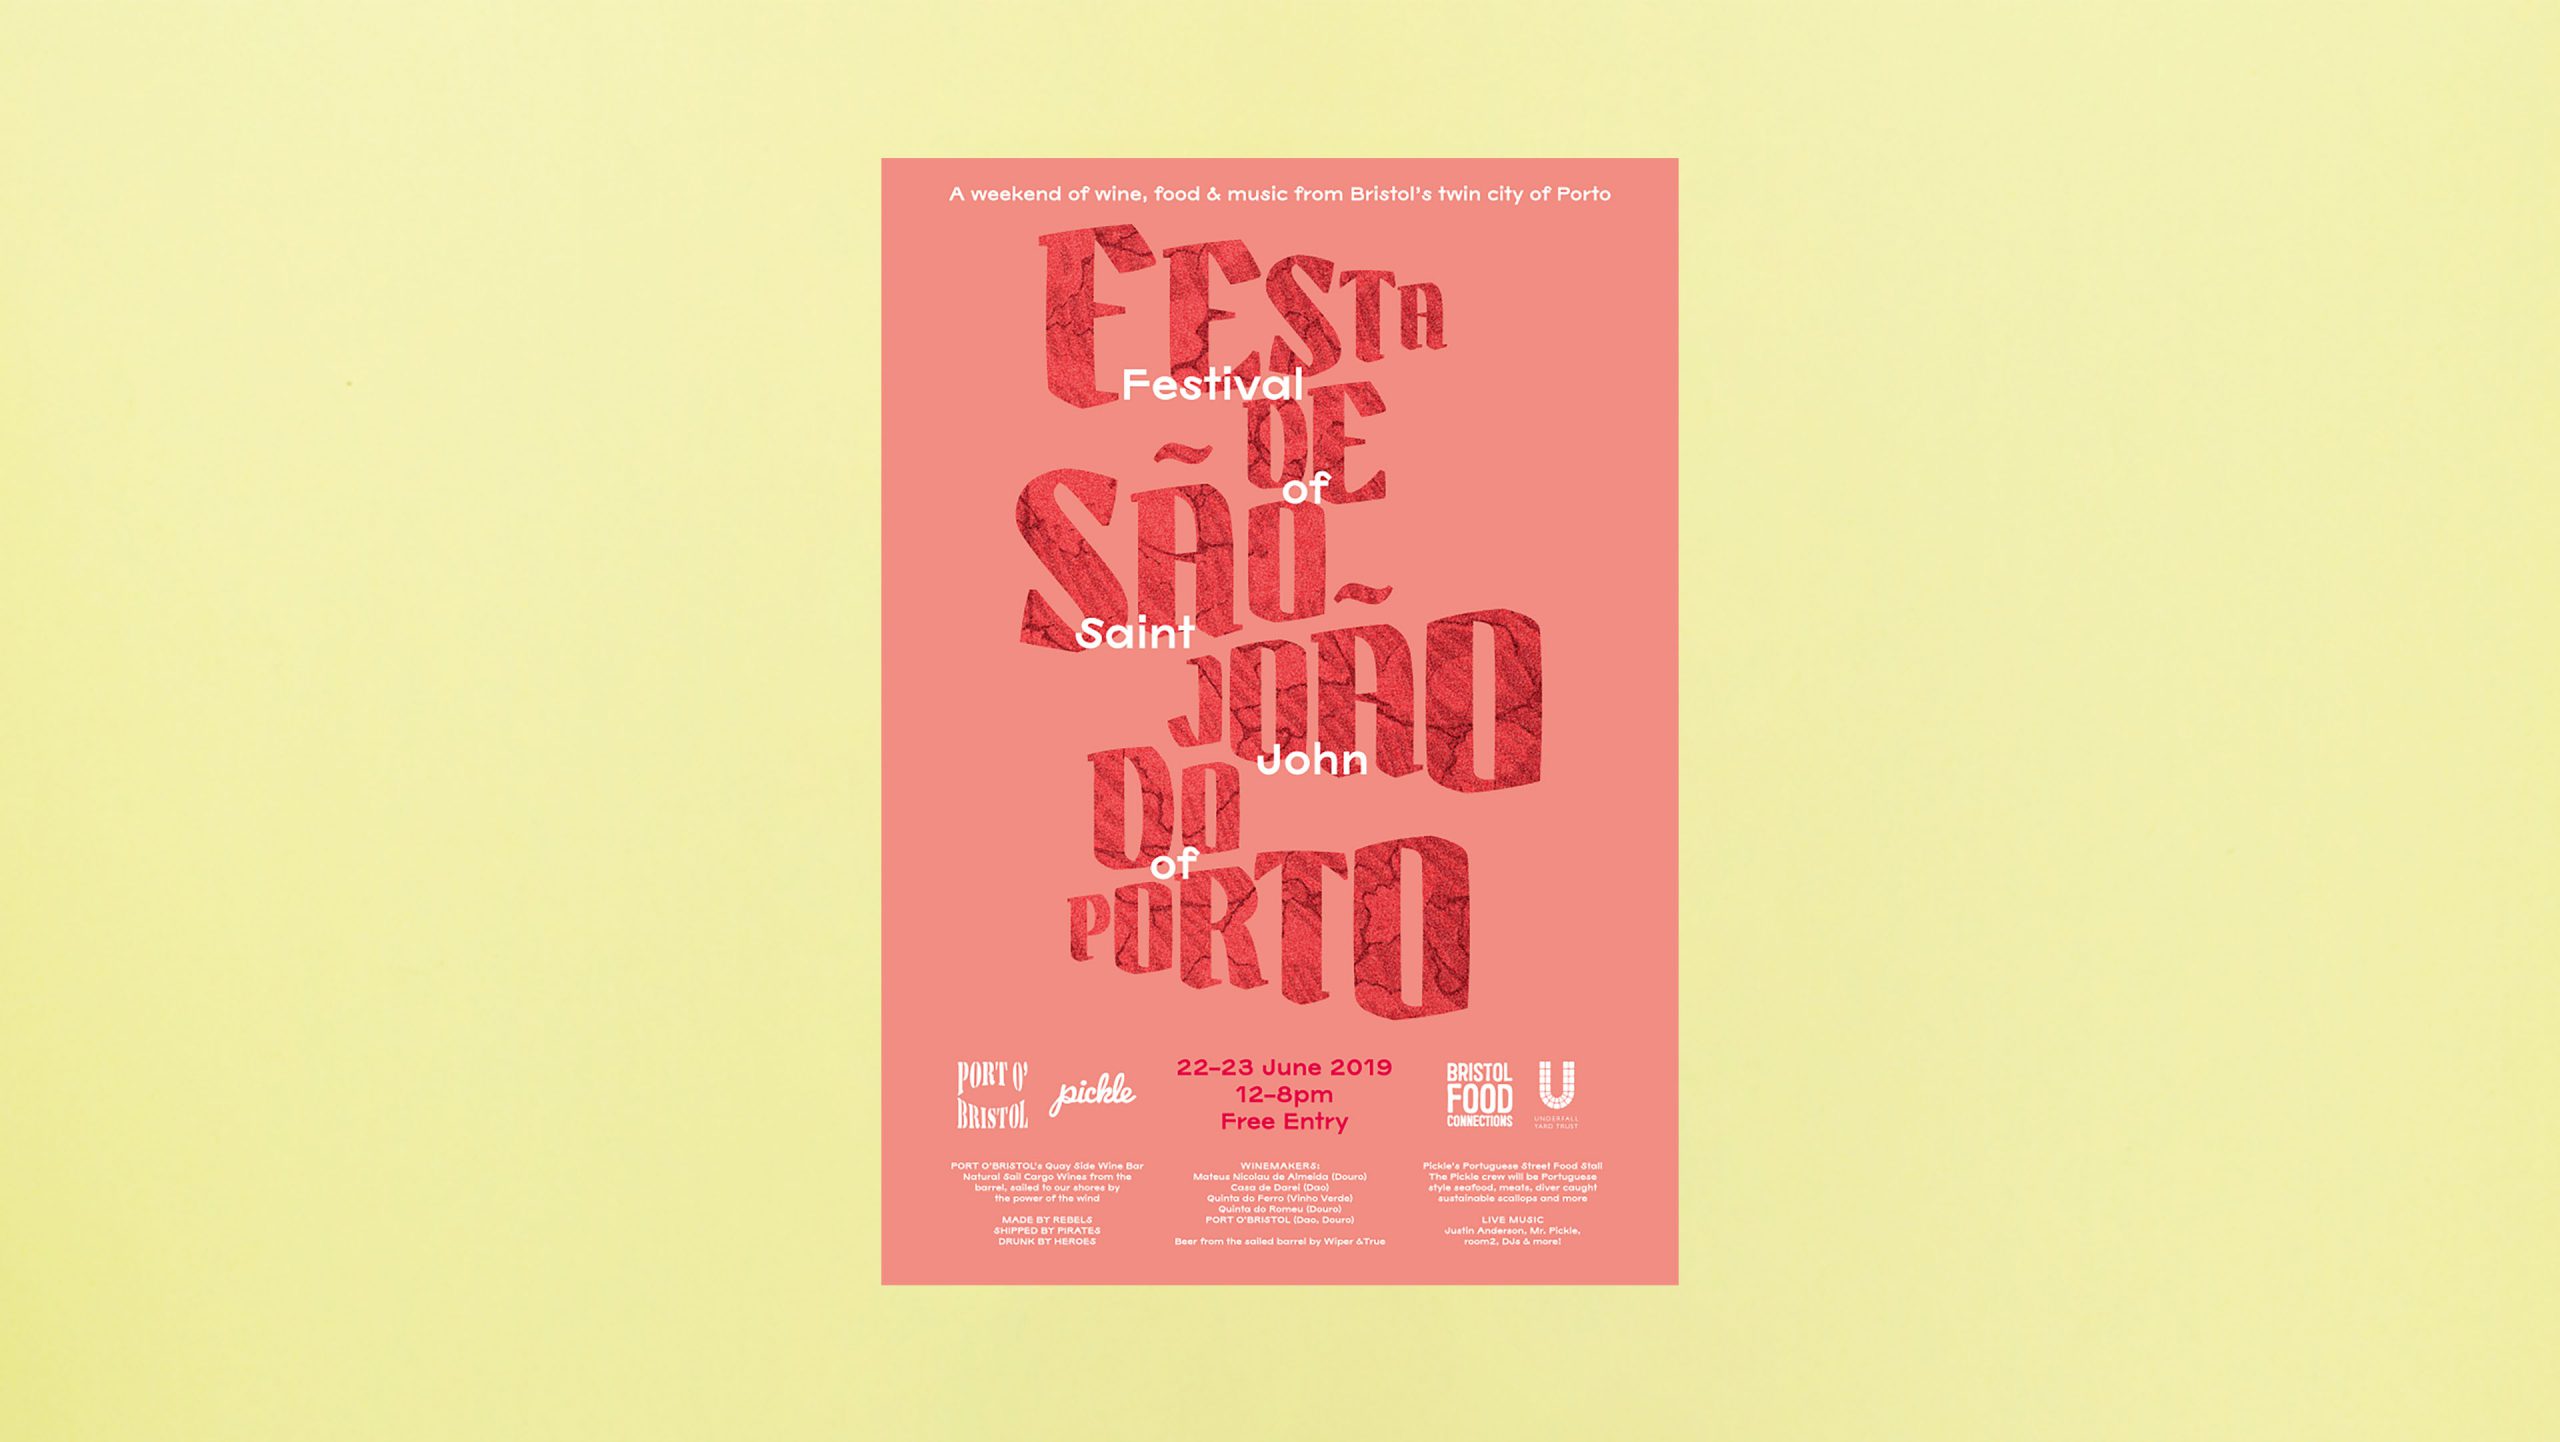 A weekend of wine, food & music from Bristol's twin city of Porto
FESTA
Festival
DE
of
SÃO
Saint
JOÃO
John
DO
of
PORTO
PORT O'
BRISTOL
pickle
22–23 June 2019
12–8pm
Free Entry
BRISTOL
FOOD
CONNECTIONS
U
UNDERFALL
YARD TRUST
PORT O'BRISTOL's Quay Side Wine Bar
Natural Sail Cargo Wines from the
barrel, sailed to our shores by
the power of the wind
MADE BY REBELS
SHIPPED BY PIRATES
DRUNK BY HEROES
WINEMAKERS:
Mateus Nicolau de Almeida (Douro)
Casa de Darei (Dao)
Quinta do Ferro (Vinho Verde)
Quinta do Romeu (Douro)
PORT O'BRISTOL (Dao, Douro)
Beer from the sailed barrel by Wiper &True
Pickle's Portuguese Street Food Stall
The Pickle crew will be Portuguese
style seafood, meats, diver caught
sustainable scallops and more
LIVE MUSIC
Justin Anderson, Mr. Pickle,
room2, DJs & more!